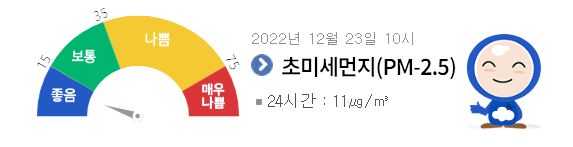 2022년 12월 23일 10시
초미세먼지(PM-2.5)
24시간 : 11㎍/㎥
15
35
75
좋음
보통
나쁨
매우
나쁨